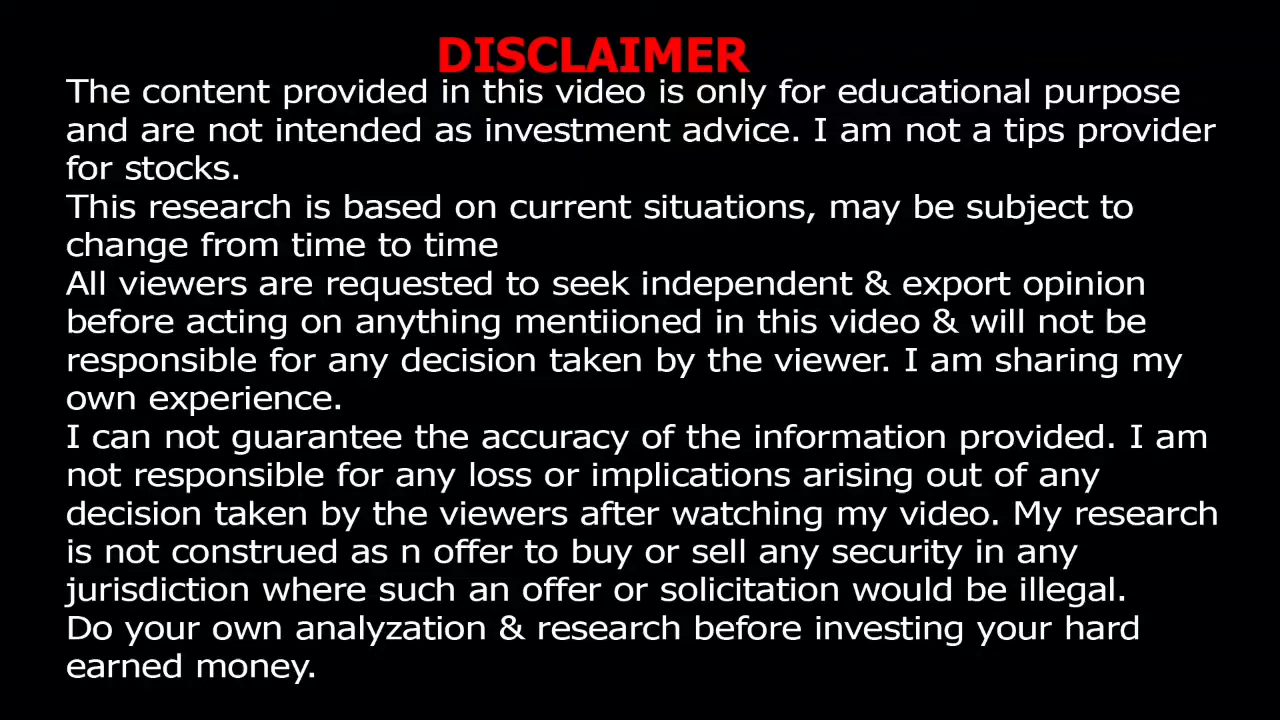 DISCLAIMER
The content provided in this video is only for educational purpose
and are not intended as investment advice. I am not a tips provider
for stocks.
This research is based on current situations, may be subject to
change from time to time
All viewers are requested to seek independent & export opinion
before acting on anything mentiioned in this video & will not be
responsible for any decision taken by the viewer. I am sharing my
own experience.
I can not guarantee the accuracy of the information provided. I am
not responsible for any loss or implications arising out of any
decision taken by the viewers after watching my video. My research
is not construed as n offer to buy or sell any security in any
jurisdiction where such an offer or solicitation would be illegal.
Do your own analyzation & research before investing your hard
earned money.